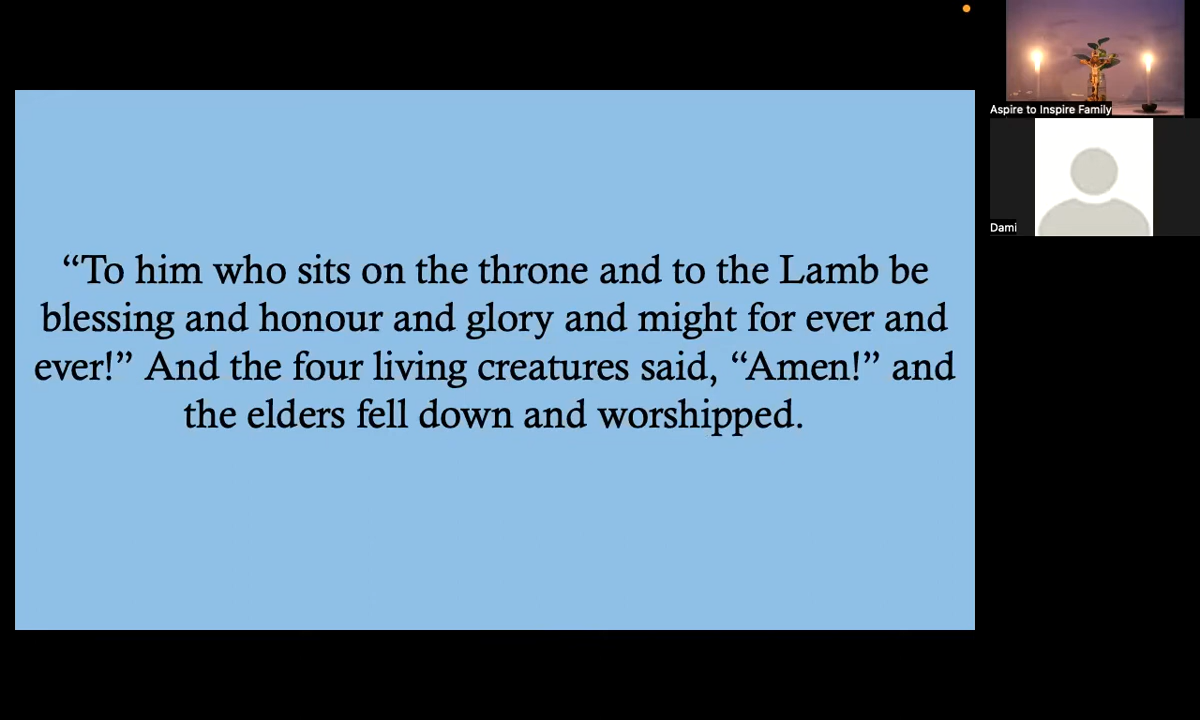 “To him who sits on the throne and to the Lamb be
blessing and honour and glory and might for ever and
ever!” And the four living creatures said, “Amen!” and
the elders fell down and worshipped.
Aspire to Inspire Family
Dami